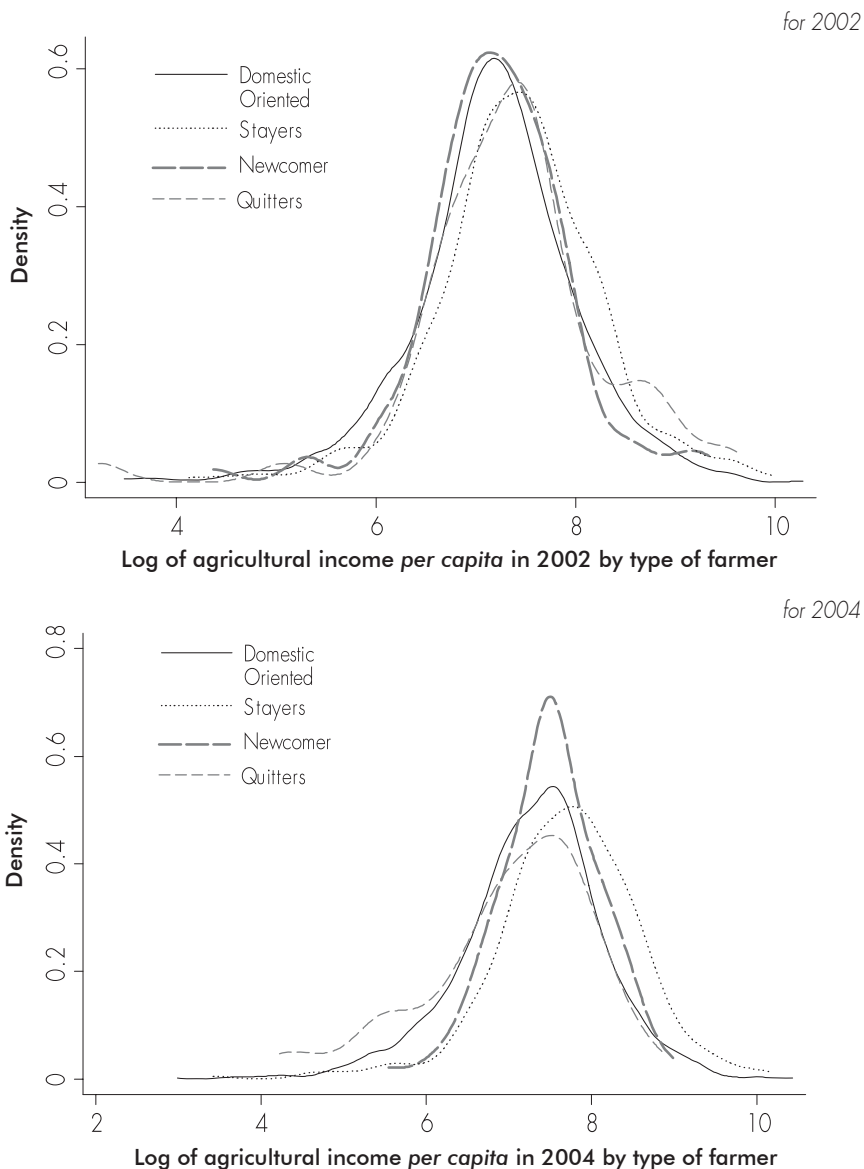 for 2002
Domestic
Oriented
Stayers
Newcomer
Quitters
Density
0.6
0.4
0.2
0
4 6 8 10
Log of agricultural income per capita in 2002 by type of farmer
for 2004
Domestic
Oriented
Stayers
Newcomer
Quitters
Density
0.8
0.6
0.4
0.2
0
2 4 6 8 10
Log of agricultural income per capita in 2004 by type of farmer